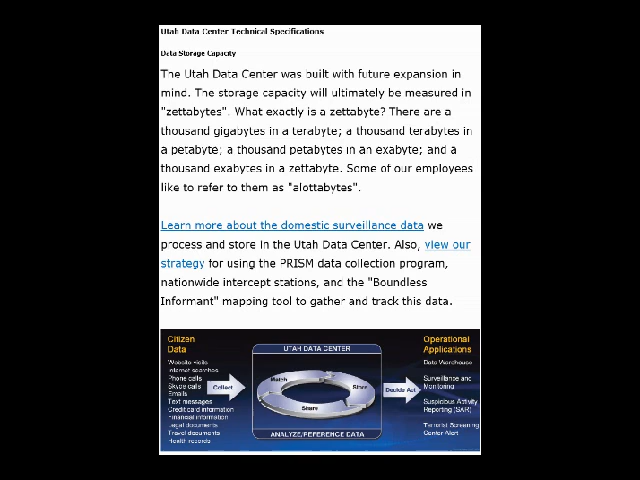 Utah Data Center Technical Specifications
Data Storage Capacity
The Utah Data Center was built with future expansion in
mind. The storage capacity will ultimately be measured in
"zettabytes". What exactly is a zettabyte? There are a
thousand gigabytes in a terabyte; a thousand terabytes in
a petabyte; a thousand petabytes in an exabyte; and a
thousand exabytes in a zettabyte. Some of our employees
like to refer to them as "alottabytes".
Learn more about the domestic surveillance data we
process and store in the Utah Data Center. Also, view our
strategy for using the PRISM data collection program,
nationwide intercept stations, and the "Boundless
Informant" mapping tool to gather and track this data.
Citizen
Data
Website visits
Internet searches
Phone calls
Skype calls
Emails
Text messages
Credit card information
Financial information
Legal documents
Travel documents
Health records
Collect
UTAH DATA CENTER
Match
Store
Share
ANALYZE/REFERENCE DATA
Decide Act
Operational
Applications
Data Warehouse
Surveillance and
Monitoring
Suspicious Activity
Reporting (SAR)
Terrorist Screening
Center Alert